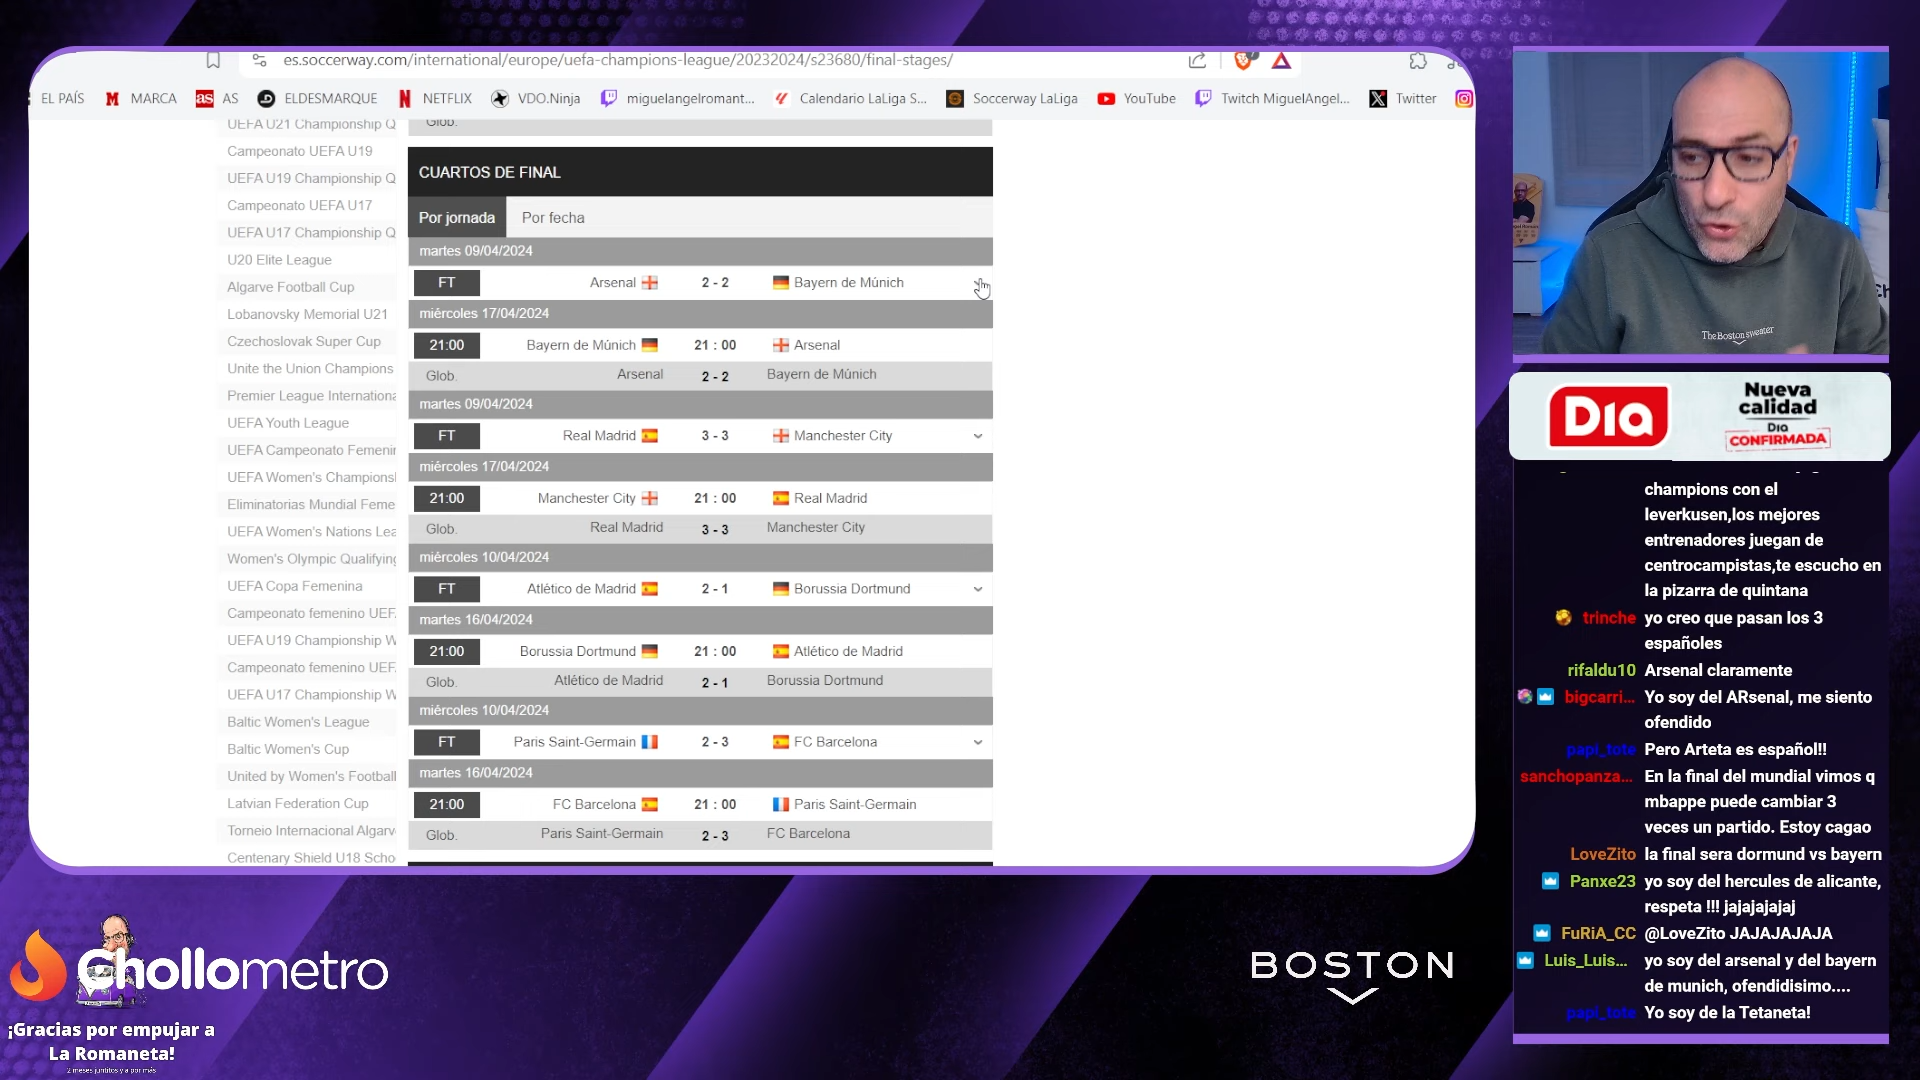 es.soccerway.com/international/europe/uefa-champions-league/20232024/s23680/final-stages/
EL PAÍS
MARCA
AS
ELDESMARQUE
NETFLIX
VDO.Ninja
miguelangelromant...
Calendario LaLiga S...
Soccerway LaLiga
YouTube
Twitch MiguelAngel...
Twitter
UEFA U21 Championship Q
Campeonato UEFA U19
UEFA U19 Championship Q
Campeonato UEFA U17
UEFA U17 Championship Q
U20 Elite League
Algarve Football Cup
Lobanovsky Memorial U21
Czechoslovak Super Cup
Unite the Union Champions
Premier League Internationa
UEFA Youth League
UEFA Campeonato Femenin
UEFA Women's Champions
Eliminatorias Mundial Feme
UEFA Women's Nations Lea
Women's Olympic Qualifying
UEFA Copa Femenina
Campeonato femenino UEF
UEFA U19 Championship W
Campeonato femenino UEF
UEFA U17 Championship W
Baltic Women's League
Baltic Women's Cup
United by Women's Football
Latvian Federation Cup
Torneio Internacional Algarv
Centenary Shield U18 Scho
Glob.
CUARTOS DE FINAL
Por jornada Por fecha
martes 09/04/2024
FT Arsenal 2 - 2 Bayern de Múnich
miércoles 17/04/2024
21:00 Bayern de Múnich 21 : 00 Arsenal
Glob. Arsenal 2 - 2 Bayern de Múnich
martes 09/04/2024
FT Real Madrid 3 - 3 Manchester City
miércoles 17/04/2024
21:00 Manchester City 21 : 00 Real Madrid
Glob. Real Madrid 3 - 3 Manchester City
miércoles 10/04/2024
FT Atlético de Madrid 2 - 1 Borussia Dortmund
martes 16/04/2024
21:00 Borussia Dortmund 21 : 00 Atlético de Madrid
Glob. Atlético de Madrid 2 - 1 Borussia Dortmund
miércoles 10/04/2024
FT Paris Saint-Germain 2 - 3 FC Barcelona
martes 16/04/2024
21:00 FC Barcelona 21 : 00 Paris Saint-Germain
Glob. Paris Saint-Germain 2 - 3 FC Barcelona
The Boston sweater
Dia
Nueva
calidad
Dia
CONFIRMADA
champions con el
leverkusen,los mejores
entrenadores juegan de
centrocampistas,te escucho en
la pizarra de quintana
trinche yo creo que pasan los 3
españoles
rifaldu10 Arsenal claramente
bigcarri... Yo soy del ARsenal, me siento
ofendido
papi_tote Pero Arteta es español!!
sanchopanza... En la final del mundial vimos q
mbappe puede cambiar 3
veces un partido. Estoy cagao
LoveZito la final sera dormund vs bayern
Panxe23 yo soy del hercules de alicante,
respeta !!! jajajajajaj
FuRiA_CC @LoveZito JAJAJAJAJA
Luis_Luis... yo soy del arsenal y del bayern
de munich, ofendidisimo....
papi_tote Yo soy de la Tetaneta!
Chollometro
¡Gracias por empujar a
La Romaneta!
2 meses juntitos y a por más
BOSTON